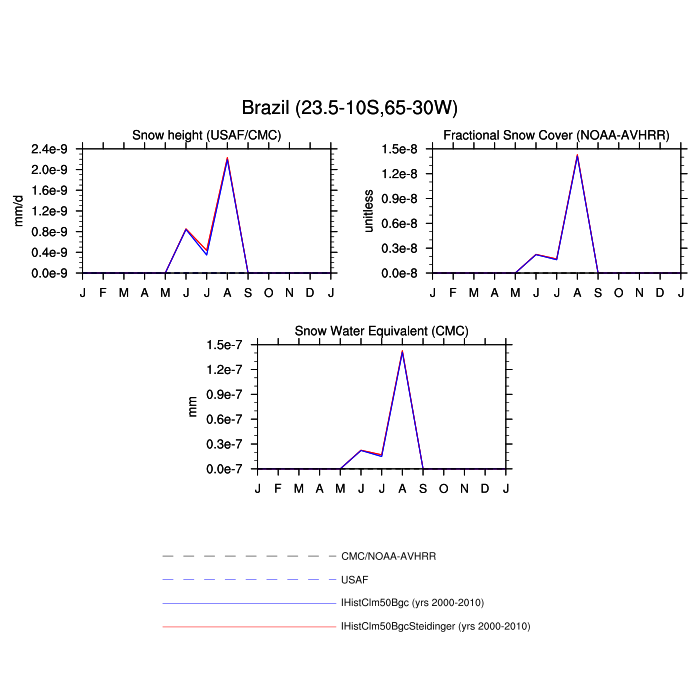 Brazil (23.5-10S,65-30W)
Snow height (USAF/CMC)
2.4e-9
2.0e-9
1.6e-9
1.2e-9
0.8e-9
0.4e-9
0.0e-9
mm/d
J F M A M J J A S O N D J
Fractional Snow Cover (NOAA-AVHRR)
1.5e-8
1.2e-8
0.9e-8
0.6e-8
0.3e-8
0.0e-8
unitless
J F M A M J J A S O N D J
Snow Water Equivalent (CMC)
1.5e-7
1.2e-7
0.9e-7
0.6e-7
0.3e-7
0.0e-7
mm
J F M A M J J A S O N D J
CMC/NOAA-AVHRR
USAF
IHistClm50Bgc (yrs 2000-2010)
IHistClm50BgcSteidinger (yrs 2000-2010)